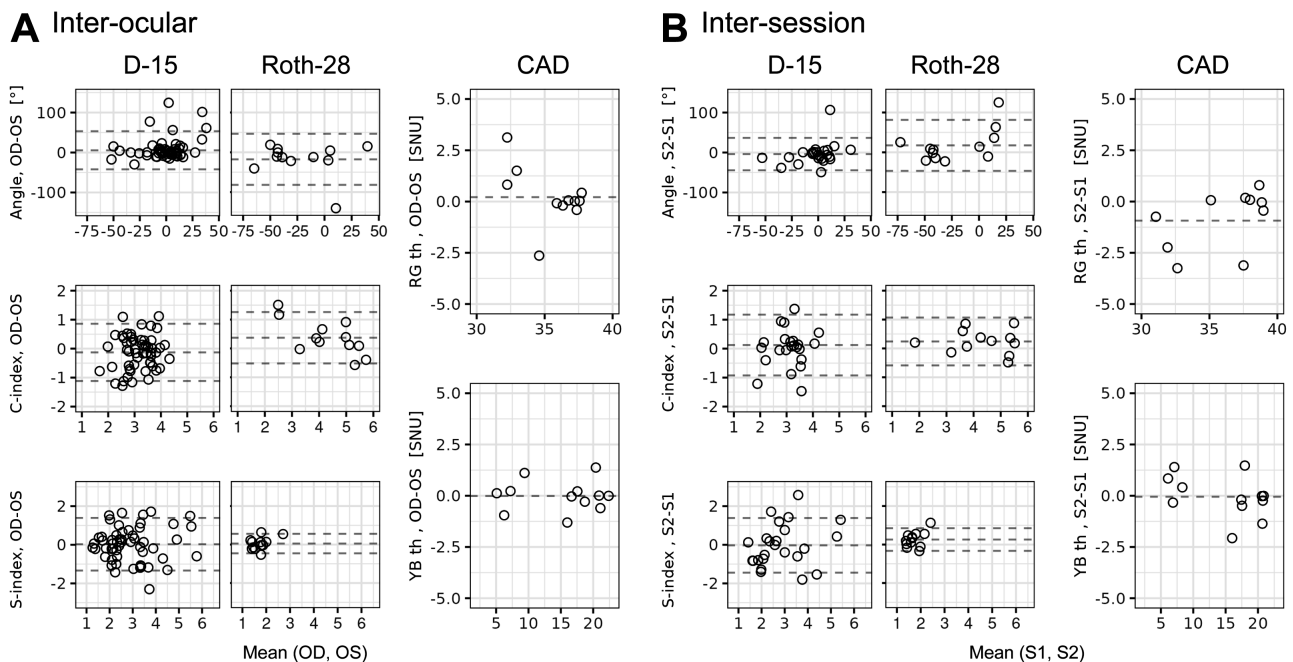 A Inter-ocular
D-15 Roth-28 CAD
Angle, OD-OS [°]
100
0
-100
-75 -50 -25 0 25 50
-75 -50 -25 0 25 50
RG th , OD-OS [SNU]
5.0
2.5
0.0
-2.5
-5.0
30 35 40
C-index, OD-OS
2
1
0
-1
-2
1 2 3 4 5 6
1 2 3 4 5 6
YB th , OD-OS [SNU]
5.0
2.5
0.0
-2.5
-5.0
5 10 15 20
S-index, OD-OS
2
0
-2
1 2 3 4 5 6
1 2 3 4 5 6
Mean (OD, OS)
B Inter-session
D-15 Roth-28 CAD
Angle , S2-S1 [°]
100
0
-100
-75 -50 -25 0 25 50
-75 -50 -25 0 25 50
RG th , S2-S1 [SNU]
5.0
2.5
0.0
-2.5
-5.0
30 35 40
C-index , S2-S1
2
1
0
-1
-2
1 2 3 4 5 6
1 2 3 4 5 6
YB th , S2-S1 [SNU]
5.0
2.5
0.0
-2.5
-5.0
5 10 15 20
S-index , S2-S1
2
0
-2
1 2 3 4 5 6
1 2 3 4 5 6
Mean (S1, S2)